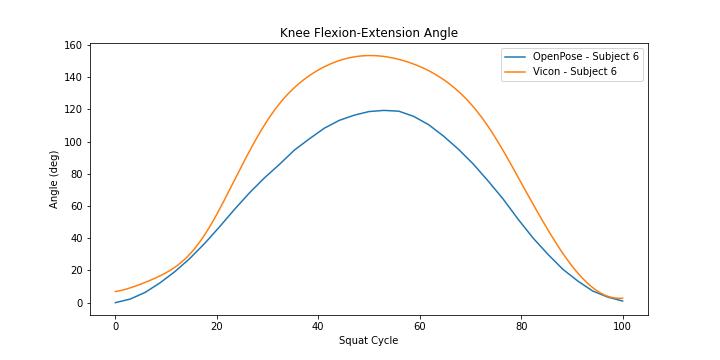 Knee Flexion-Extension Angle
OpenPose - Subject 6
Vicon - Subject 6
Angle (deg)
160
140
120
100
80
60
40
20
0
0 20 40 60 80 100
Squat Cycle